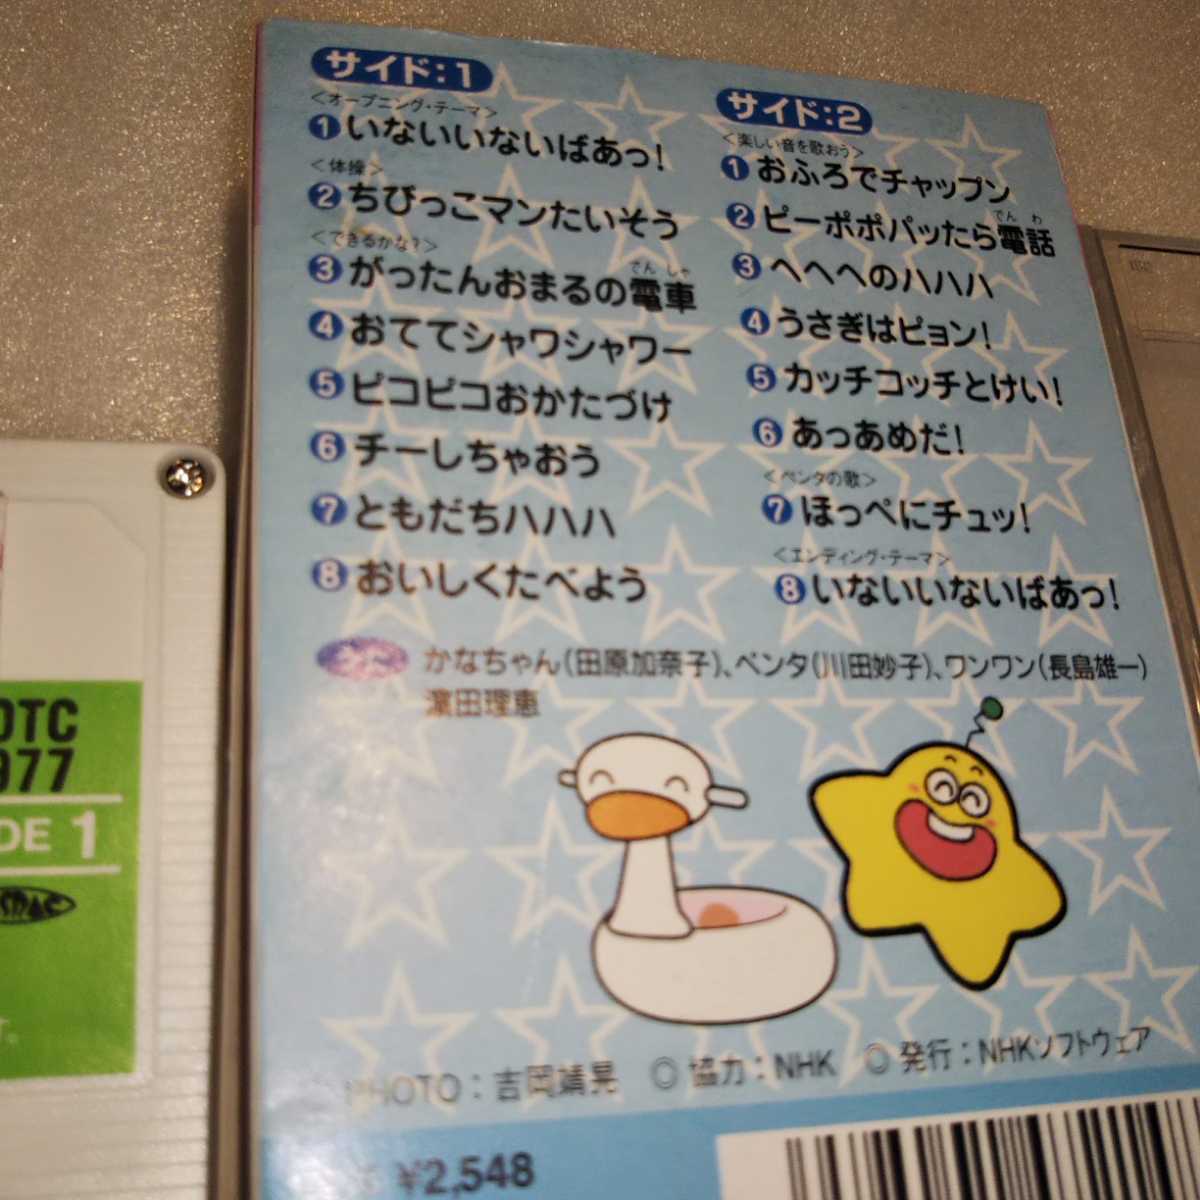 サイド:1
<オープニング・テーマ>
1 いないいないばあっ!
<体操>
2 ちびっこマンたいそう
<できるかな?>
でんしゃ
3 がったんおまるの電車
4 おててシャワシャワー
5 ピコピコおかたづけ
6 チーしちゃおう
7 ともだちハハハ
8 おいしくたべよう
サイド:2
<楽しい音を歌おう>
1 おふろでチャップン
でんわ
2 ピーポポパッたら電話
3 へへへのハハハ
4 うさぎはピョン!
5 カッチコッチとけい!
6 あっあめだ!
<ペンタの歌>
7 ほっぺにチュッ!
<エンディング・テーマ>
8 いないいないばあっ!
うた
かなちゃん(田原加奈子)、ペンタ(川田妙子)、ワンワン(長島雄一)
濱田理恵
PHOTO:吉岡靖晃 ◎協力:NHK ◎発行:NHKソフトウェア
¥2,548
DTC
977
DE 1